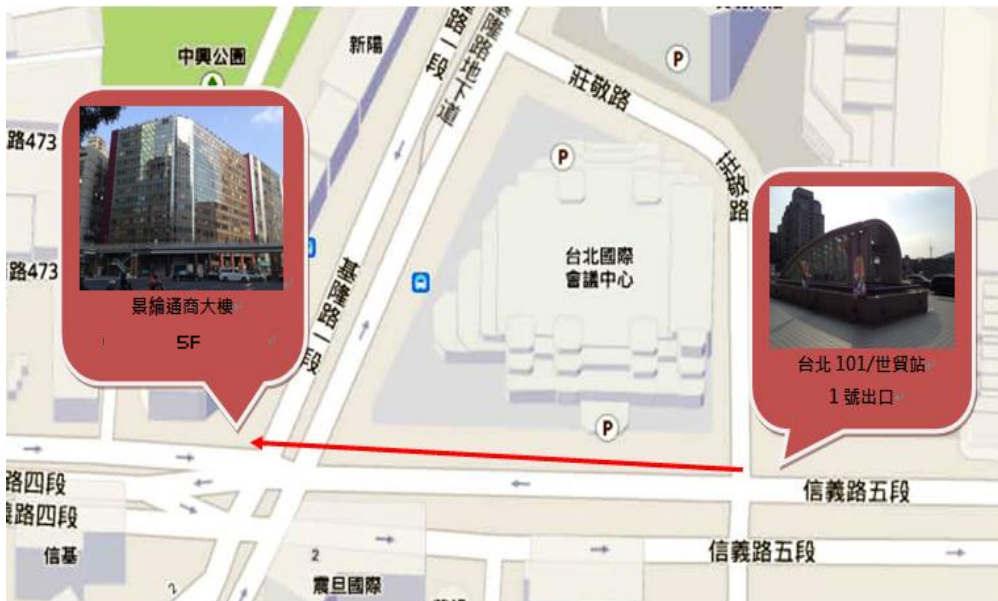 中興公園
新陽
基隆路一段
基隆路地下道
P
莊敬路
路473
P
莊敬路
台北國際
會議中心
路473
景綸通商大樓
5F
基隆路一段
台北 101/世貿站
1 號出口
P
路四段
信義路五段
義路四段
信義路五段
信基
2
2
震旦國際